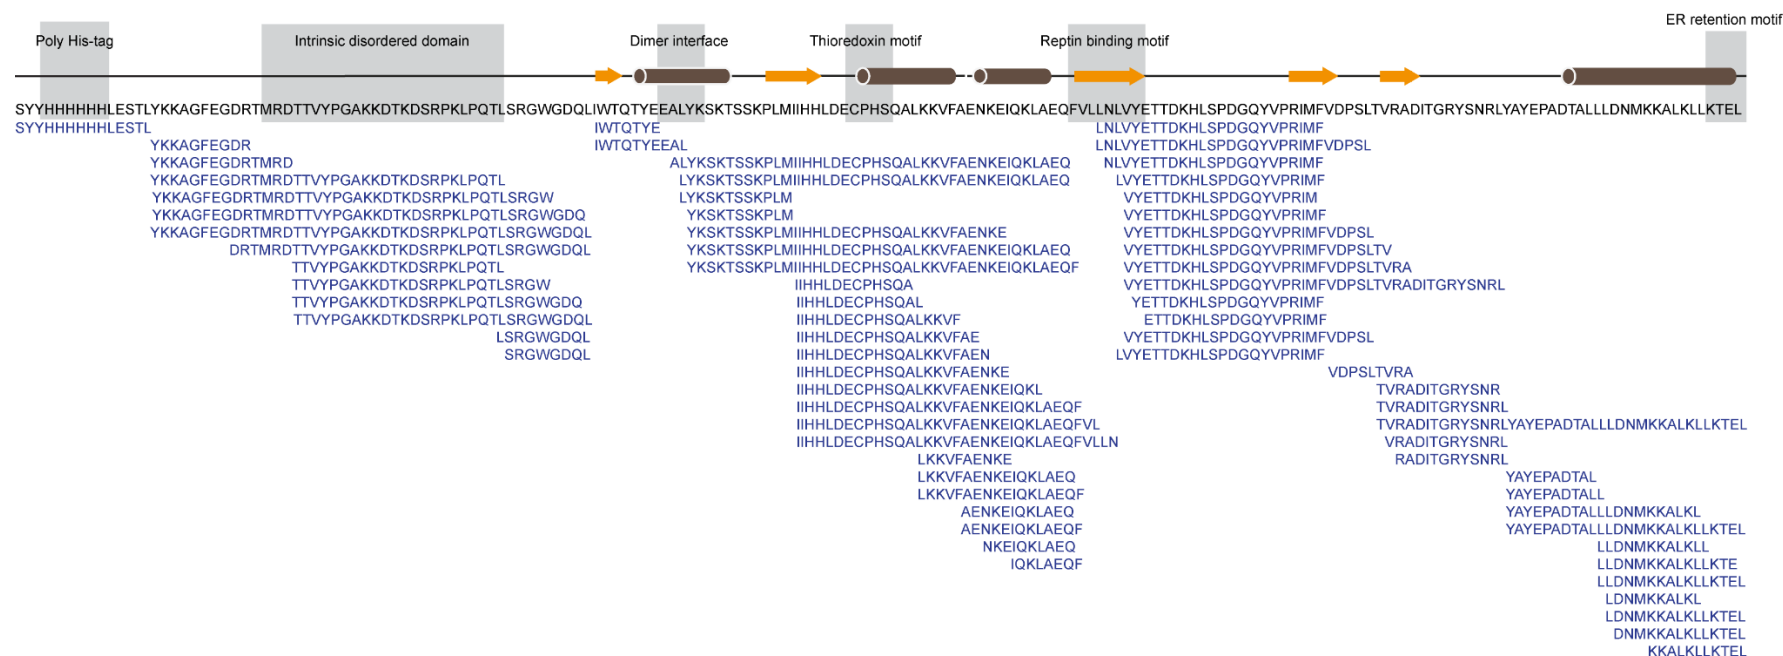 ER retention motif
Poly His-tag Intrinsic disordered domain Dimer interface Thioredoxin motif Reptin binding motif
SYYHHHHHHLESTLYKKAGFEGDRTMRDTTVYPGAKKDTKDSRPKLPQTLSRGWGDQLIWTQTYEEALYKSKTSSKPLMIIHHLDECPHSQALKKVFAENKEIQKLAEQFVLLNLVYETTDKHLSPDGQYVPRIMFVDPSLTVRADITGRYSNRLYAYEPADTALLLDNMKKALKLLKTEL
SYYHHHHHHLESTL IWTQTYE LNLVYETTDKHLSPDGQYVPRIMF
YKKAGFEGDR IWTQTYEEAL LNLVYETTDKHLSPDGQYVPRIMFVDPSL
YKKAGFEGDRTMRD ALYKSKTSSKPLMIIHHLDECPHSQALKKVFAENKEIQKLAEQ NLVYETTDKHLSPDGQYVPRIMF
YKKAGFEGDRTMRDTTVYPGAKKDTKDSRPKLPQTL LYKSKTSSKPLMIIHHLDECPHSQALKKVFAENKEIQKLAEQ LVYETTDKHLSPDGQYVPRIMF
YKKAGFEGDRTMRDTTVYPGAKKDTKDSRPKLPQTLSRGW LYKSKTSSKPLM VYETTDKHLSPDGQYVPRIM
YKKAGFEGDRTMRDTTVYPGAKKDTKDSRPKLPQTLSRGWGDQ YKSKTSSKPLM VYETTDKHLSPDGQYVPRIMF
YKKAGFEGDRTMRDTTVYPGAKKDTKDSRPKLPQTLSRGWGDQL YKSKTSSKPLMIIHHLDECPHSQALKKVFAENKE VYETTDKHLSPDGQYVPRIMFVDPSL
DRTMRDTTVYPGAKKDTKDSRPKLPQTLSRGWGDQL YKSKTSSKPLMIIHHLDECPHSQALKKVFAENKEIQKLAEQ VYETTDKHLSPDGQYVPRIMFVDPSLTV
TTVYPGAKKDTKDSRPKLPQTL YKSKTSSKPLMIIHHLDECPHSQALKKVFAENKEIQKLAEQF VYETTDKHLSPDGQYVPRIMFVDPSLTVRA
TTVYPGAKKDTKDSRPKLPQTLSRGW IIHHLDECPHSQA VYETTDKHLSPDGQYVPRIMFVDPSLTVRADITGRYSNRL
TTVYPGAKKDTKDSRPKLPQTLSRGWGDQ IIHHLDECPHSQAL YETTDKHLSPDGQYVPRIMF
TTVYPGAKKDTKDSRPKLPQTLSRGWGDQL IIHHLDECPHSQALKKVF ETTDKHLSPDGQYVPRIMF
LSRGWGDQL IIHHLDECPHSQALKKVFAE VYETTDKHLSPDGQYVPRIMFVDPSL
SRGWGDQL IIHHLDECPHSQALKKVFAEN LVYETTDKHLSPDGQYVPRIMF
IIHHLDECPHSQALKKVFAENKE VDPSLTVRA
IIHHLDECPHSQALKKVFAENKEIQKL TVRADITGRYSNR
IIHHLDECPHSQALKKVFAENKEIQKLAEQF TVRADITGRYSNRL
IIHHLDECPHSQALKKVFAENKEIQKLAEQFVL TVRADITGRYSNRLYAYEPADTALLLDNMKKALKLLKTEL
IIHHLDECPHSQALKKVFAENKEIQKLAEQFVLLN VRADITGRYSNRL
LKKVFAENKE RADITGRYSNRL
LKKVFAENKEIQKLAEQ YAYEPADTAL
LKKVFAENKEIQKLAEQF YAYEPADTALL
AENKEIQKLAEQ YAYEPADTALLLDNMKKALKL
AENKEIQKLAEQF YAYEPADTALLLDNMKKALKLLKTEL
NKEIQKLAEQ LLDNMKKALKLL
IQKLAEQF LLDNMKKALKLLKTE
LLDNMKKALKLLKTEL
LDNMKKALKL
LDNMKKALKLLKTEL
DNMKKALKLLKTEL
KKALKLLKTEL